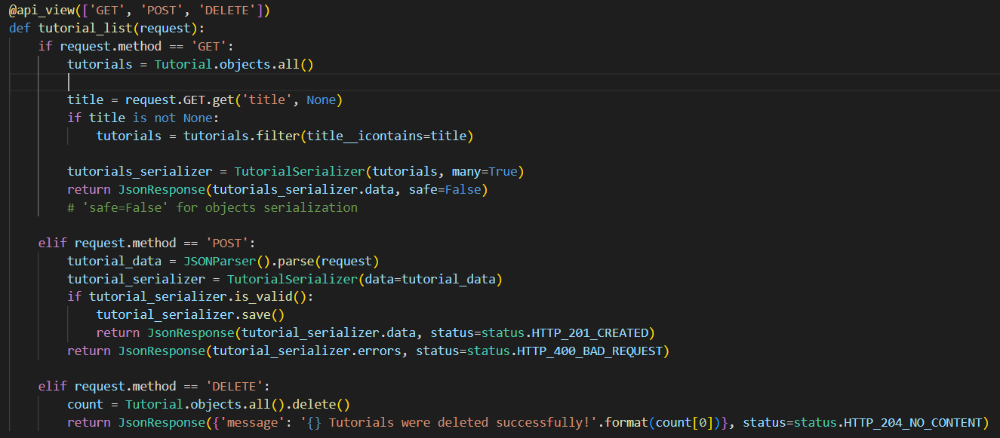 @api_view(['GET', 'POST', 'DELETE'])
def tutorial_list(request):
    if request.method == 'GET':
        tutorials = Tutorial.objects.all()
        title = request.GET.get('title', None)
        if title is not None:
            tutorials = tutorials.filter(title__icontains=title)
        tutorials_serializer = TutorialSerializer(tutorials, many=True)
        return JsonResponse(tutorials_serializer.data, safe=False)
        # 'safe=False' for objects serialization
    elif request.method == 'POST':
        tutorial_data = JSONParser().parse(request)
        tutorial_serializer = TutorialSerializer(data=tutorial_data)
        if tutorial_serializer.is_valid():
            tutorial_serializer.save()
            return JsonResponse(tutorial_serializer.data, status=status.HTTP_201_CREATED)
        return JsonResponse(tutorial_serializer.errors, status=status.HTTP_400_BAD_REQUEST)
    elif request.method == 'DELETE':
        count = Tutorial.objects.all().delete()
        return JsonResponse({'message': '{} Tutorials were deleted successfully!'.format(count[0])}, status=status.HTTP_204_NO_CONTENT)